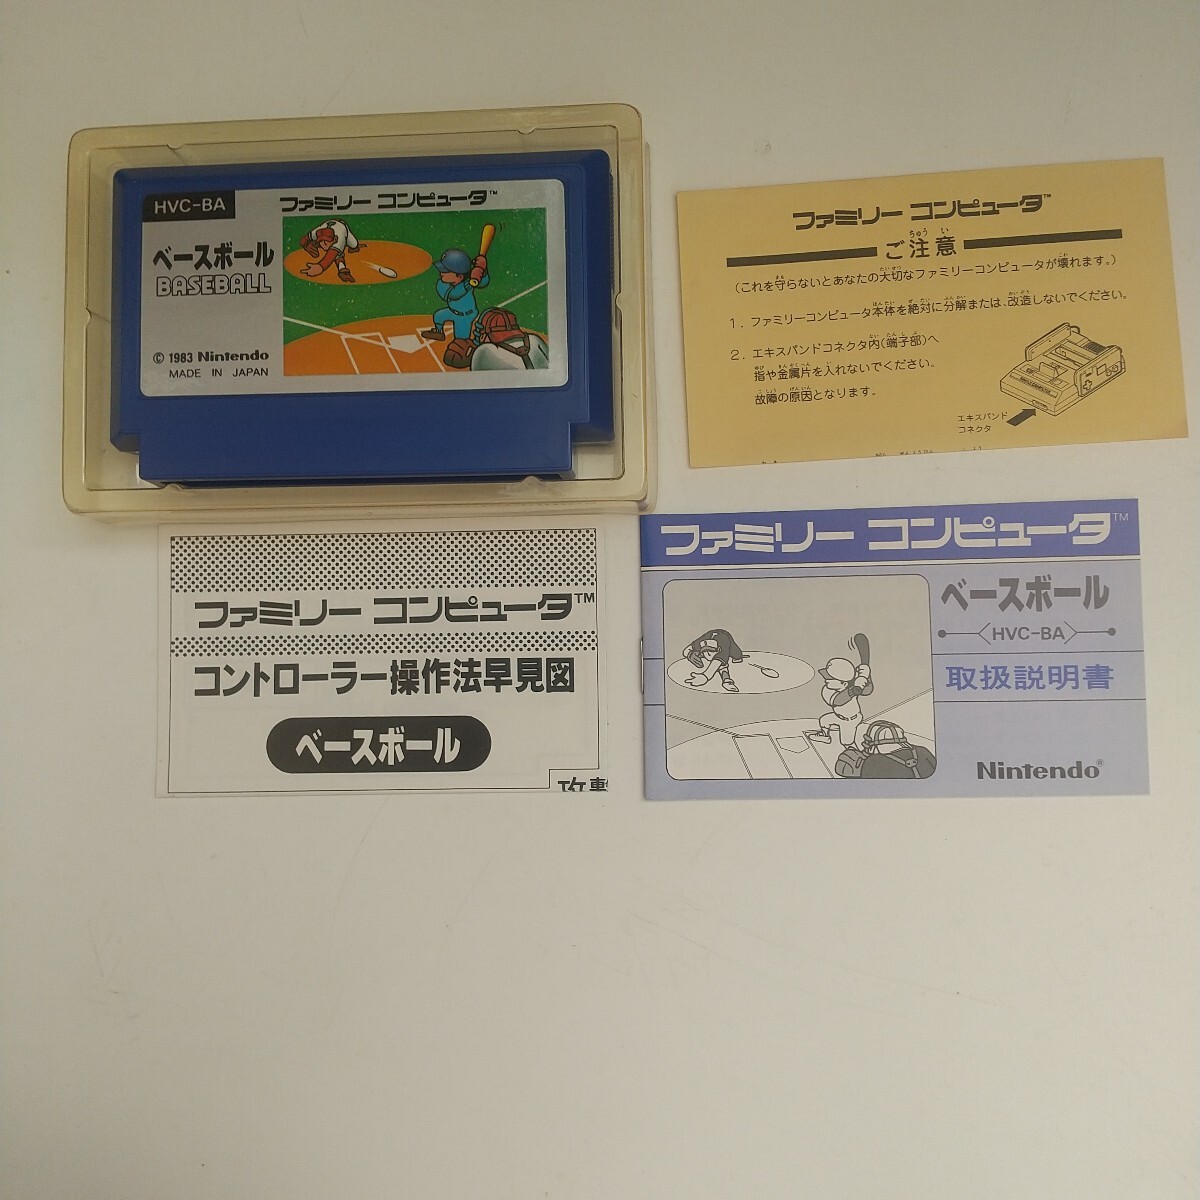 HVC-BA
ファミリー コンピュータ™
ベースボール
BASEBALL
© 1983 Nintendo
MADE IN JAPAN
ファミリー コンピュータ™
ご注意
ちゅう い
(これを守らないとあなたの大切なファミリーコンピュータが壊れます。)
1. ファミリーコンピュータ本体を絶対に分解または、改造しないでください。
2. エキスパンドコネクタ内(端子部)へ
指や金属片を入れないでください。
故障の原因となります。
エキスパンド
コネクタ
ファミリー コンピュータ™
コントローラー操作法早見図
ベースボール
攻撃
ファミリー コンピュータ™
ベースボール
HVC-BA
取扱説明書
Nintendo®